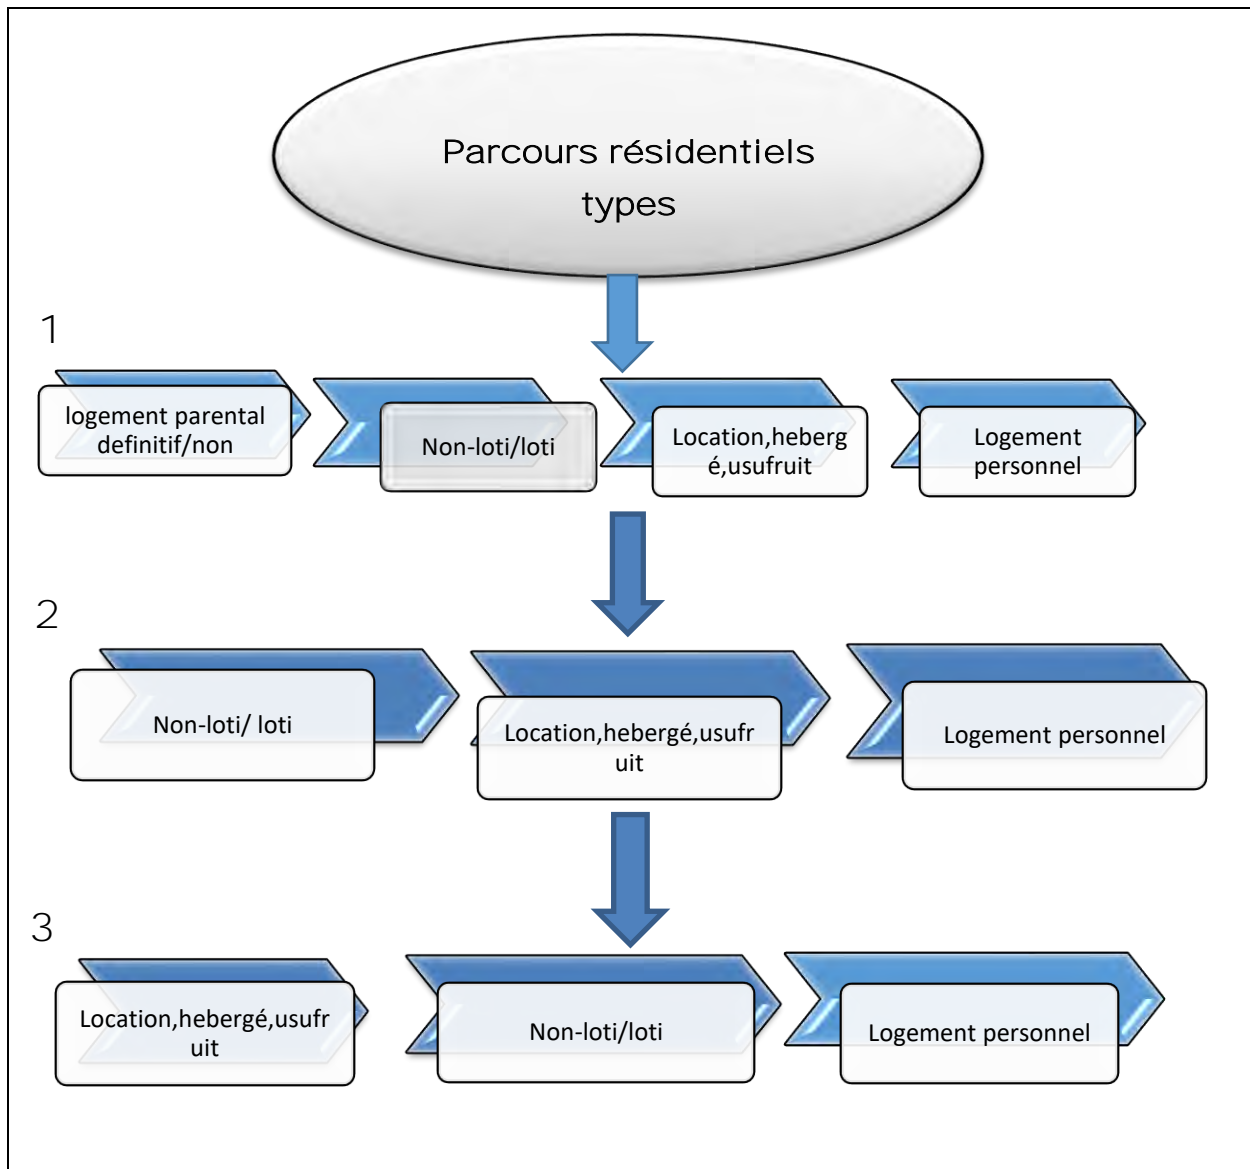 Parcours résidentiels
types
1
logement parental
definitif/non
Non-loti/loti
Location,heberg
é,usufruit
Logement
personnel
2
Non-loti/ loti
Location,hebergé,usufr
uit
Logement personnel
3
Location,hebergé,usufr
uit
Non-loti/loti
Logement personnel